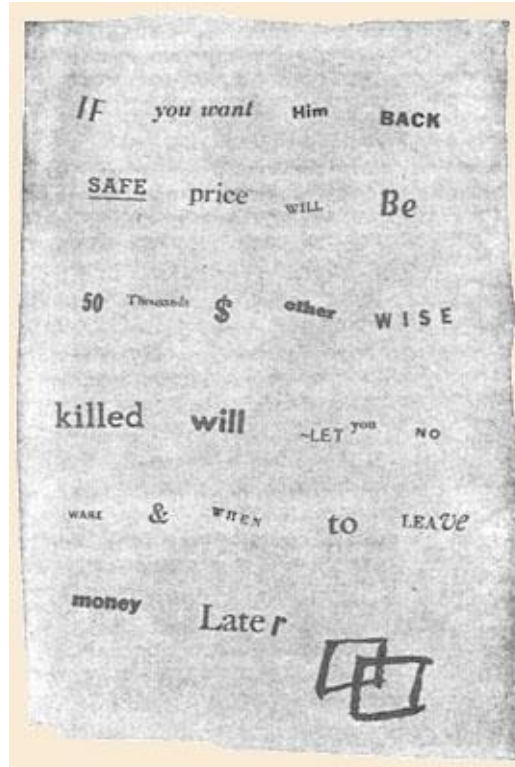 IF you want Him BACK
SAFE price WILL Be
50 Thousands $ other WISE
killed will ~LET you NO
WARE & WHEN to LEAVE
money Later